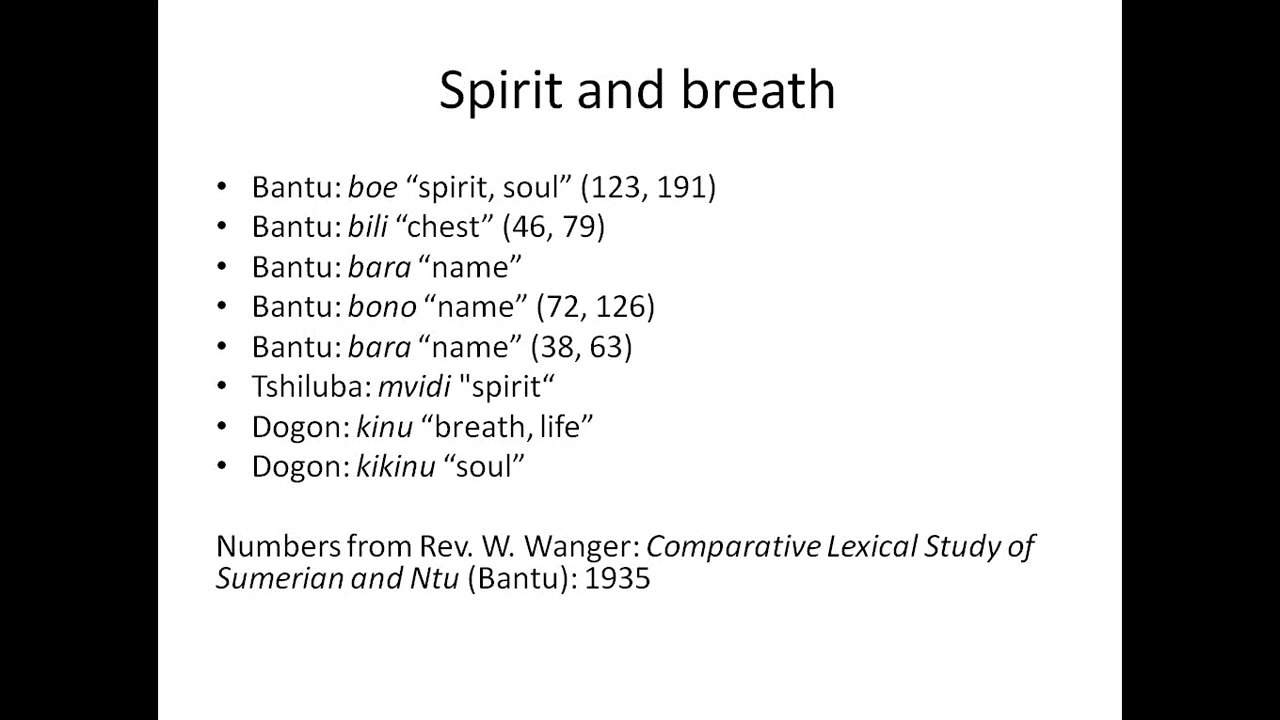 Spirit and breath
• Bantu: boe “spirit, soul” (123, 191)
• Bantu: bili “chest” (46, 79)
• Bantu: bara “name”
• Bantu: bono “name” (72, 126)
• Bantu: bara “name” (38, 63)
• Tshiluba: mvidi "spirit“
• Dogon: kinu “breath, life”
• Dogon: kikinu “soul”
Numbers from Rev. W. Wanger: Comparative Lexical Study of
Sumerian and Ntu (Bantu): 1935